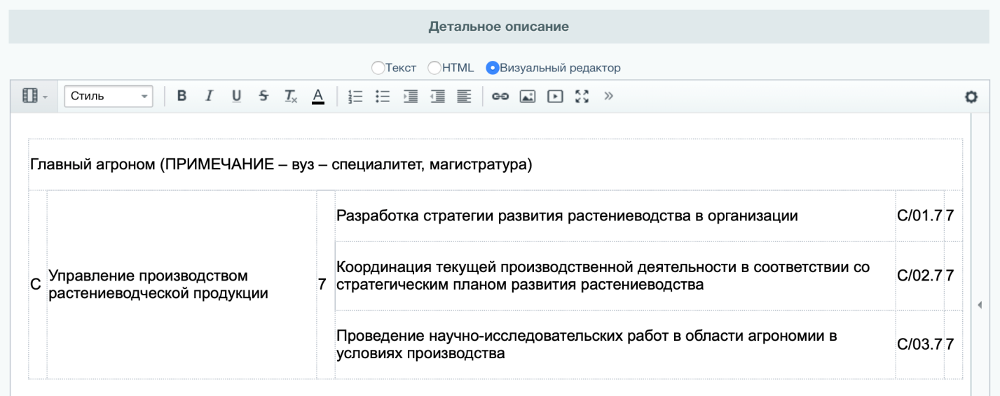 Детальное описание
Текст HTML Визуальный редактор
Стиль B I U S Tx A
Главный агроном (ПРИМЕЧАНИЕ – вуз – специалитет, магистратура)
С
Управление производством
растениеводческой продукции
7
Разработка стратегии развития растениеводства в организации
С/01.7 7
Координация текущей производственной деятельности в соответствии со
стратегическим планом развития растениеводства
С/02.7 7
Проведение научно-исследовательских работ в области агрономии в
условиях производства
С/03.7 7